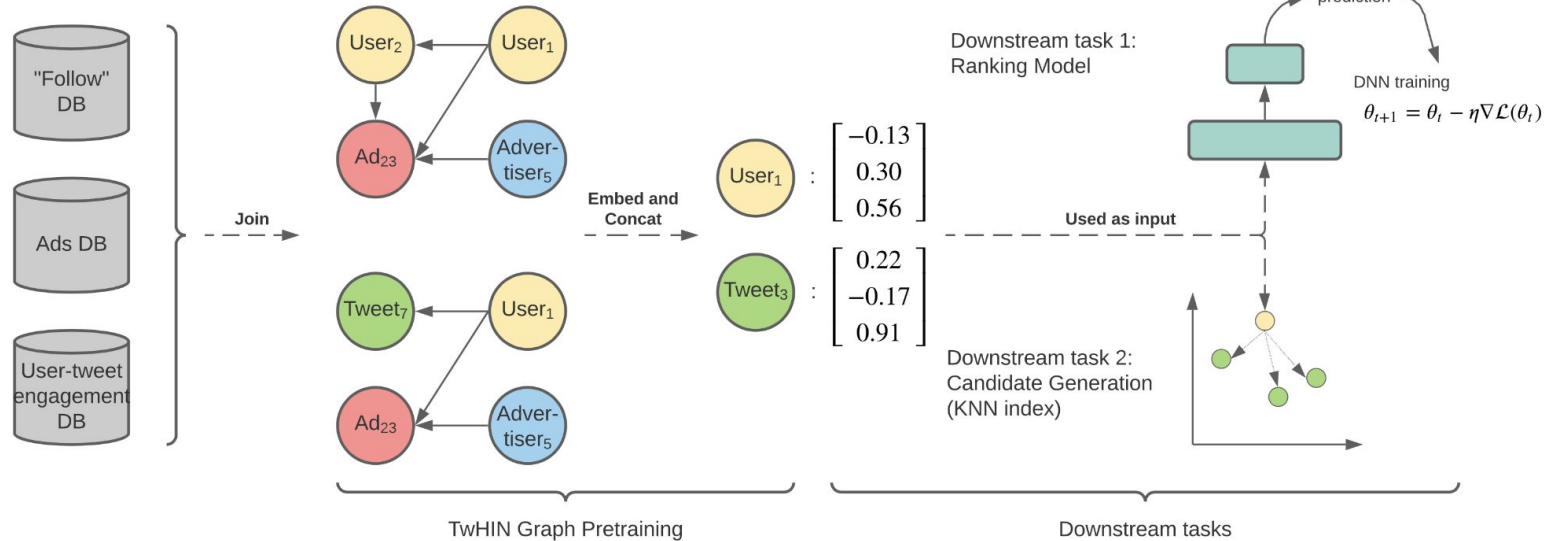 "Follow"
DB
Ads DB
User-tweet
engagement
DB
Join
User₂
User₁
Ad₂₃
Adver-
tiser₅
Tweet₇
User₁
Ad₂₃
Adver-
tiser₅
Embed and
Concat
User₁ :
−0.13
0.30
0.56
Tweet₃ :
0.22
−0.17
0.91
Used as input
Downstream task 1:
Ranking Model
prediction
DNN training
θₜ₊₁ = θₜ − η∇ℒ(θₜ)
Downstream task 2:
Candidate Generation
(KNN index)
TwHIN Graph Pretraining
Downstream tasks